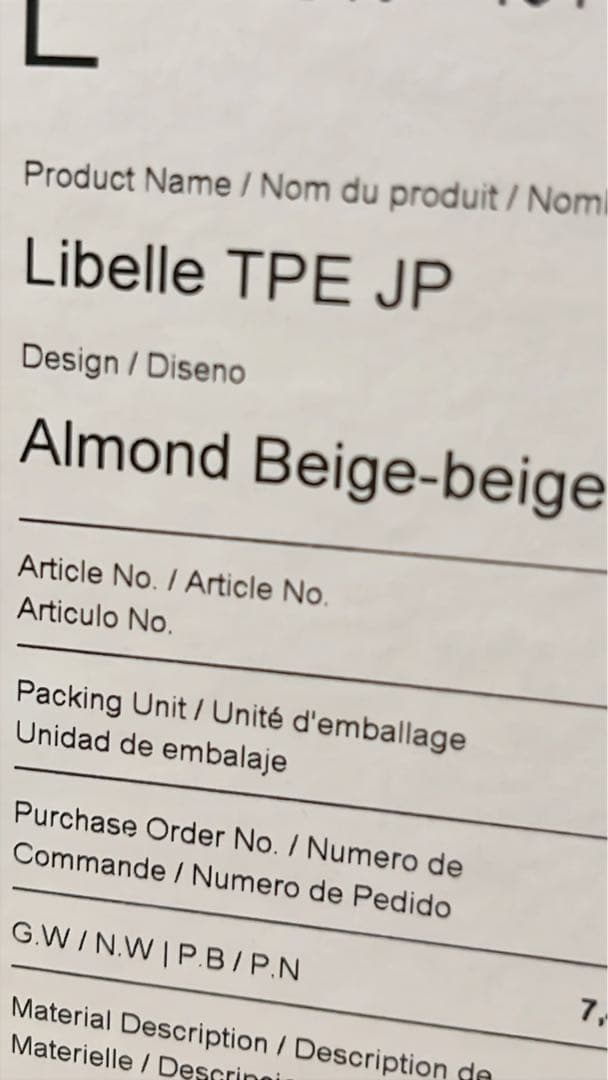 L
Product Name / Nom du produit /
Libelle TPE JP
Design / Diseno
Almond Beige-beige
Article No. / Article No.
Articulo No.
Packing Unit / Unité d'emballage
Unidad de embalaje
Purchase Order No. / Numero de
Commande / Numero de Pedido
G.W / N.W | P.B / P.N
7,
Material Description / Description de
Materielle /